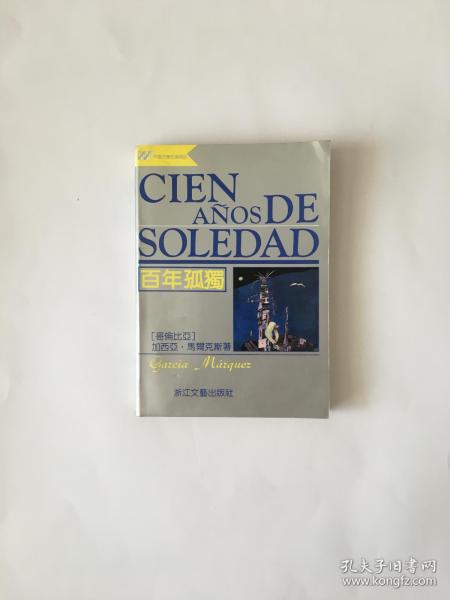 CIEN
AÑOS DE
SOLEDAD
百年孤獨
[哥倫比亞]
加西亞·馬爾克斯著
Garcia Márquez
浙江文藝出版社
孔夫子旧书网
www.kongfz.com